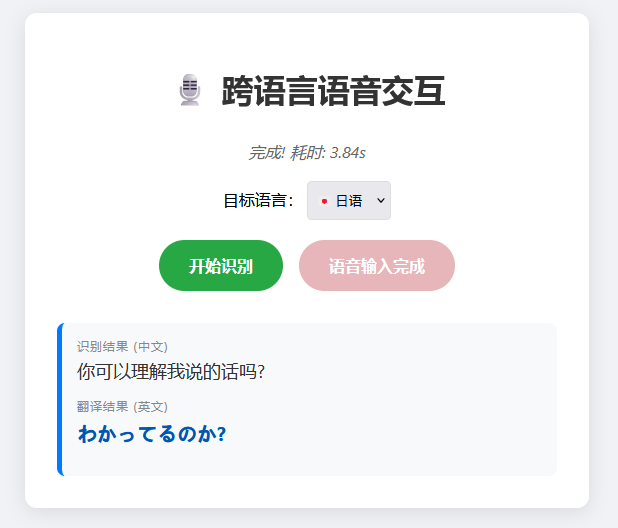 跨语言语音交互
完成! 耗时: 3.84s
目标语言： 日语
开始识别 语音输入完成
识别结果 (中文)
你可以理解我说的话吗?
翻译结果 (英文)
わかってるのか?